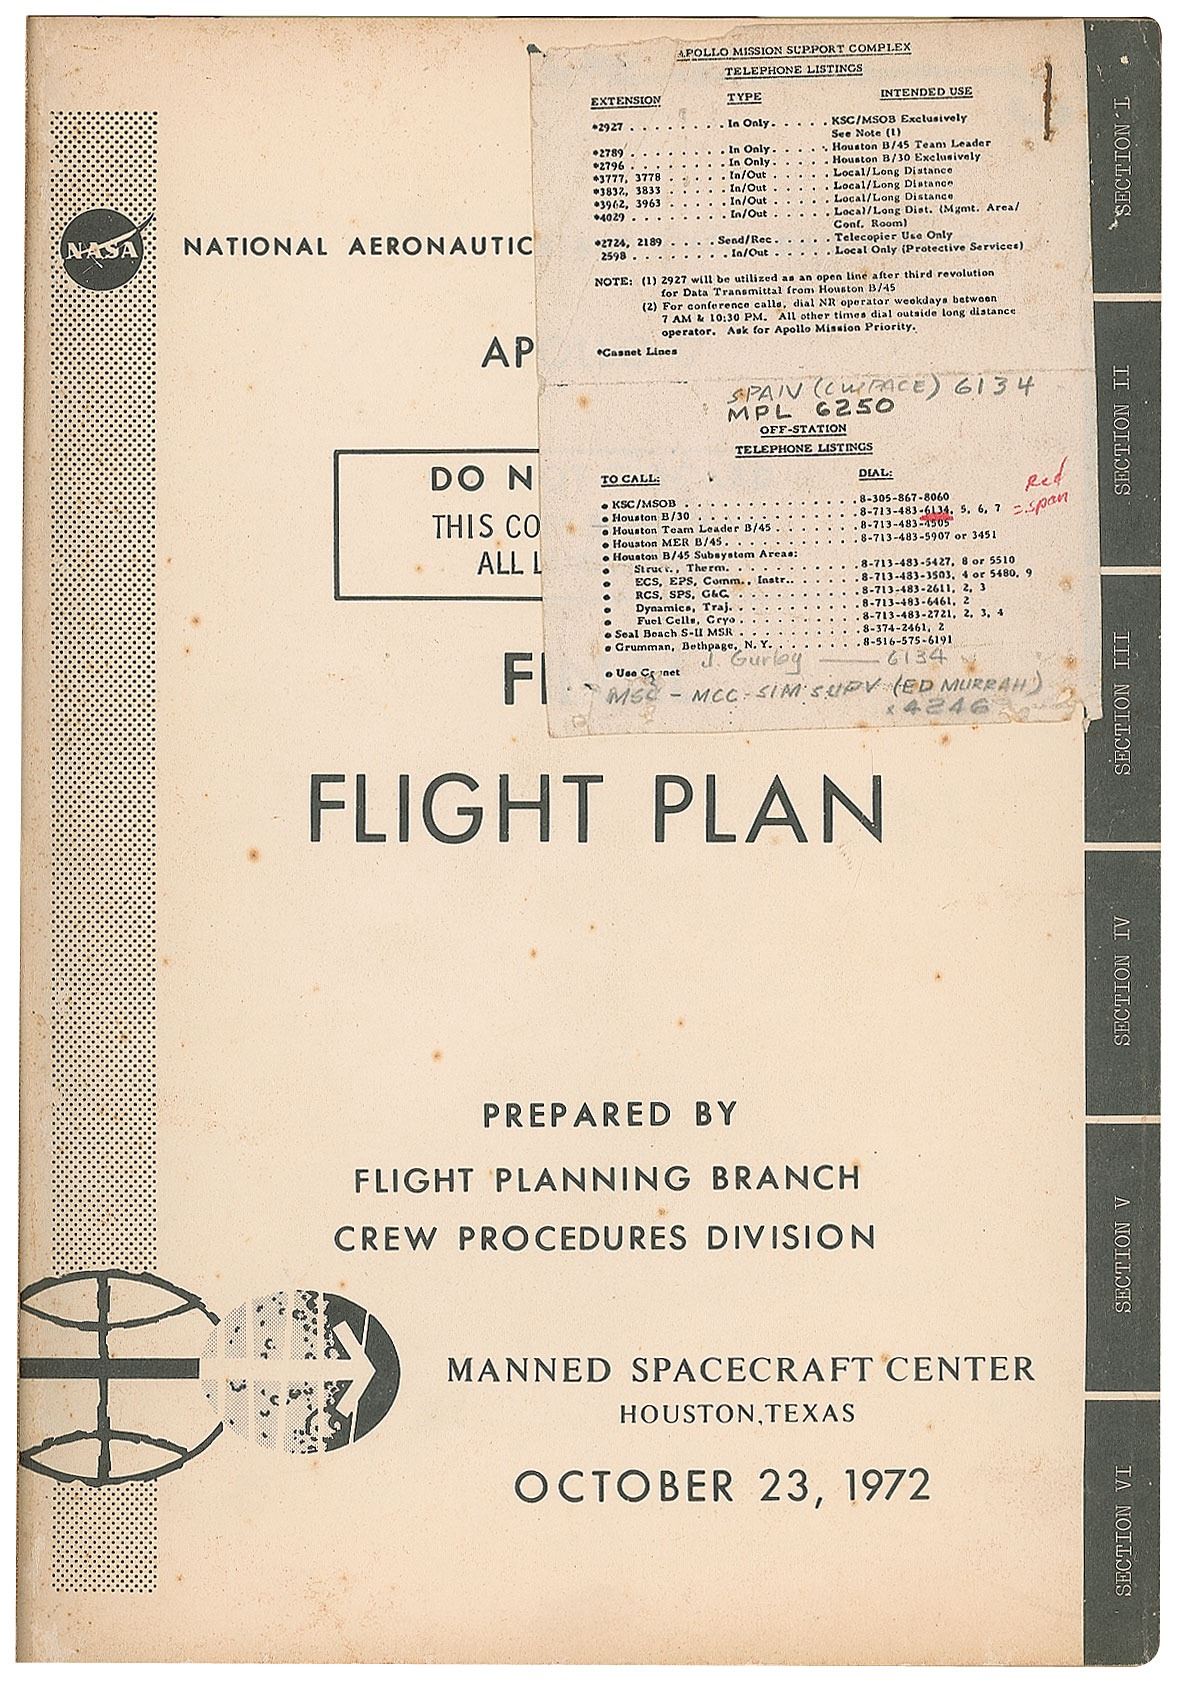 APOLLO MISSION SUPPORT COMPLEX
TELEPHONE LISTINGS
EXTENSION TYPE INTENDED USE
*2927 . . . . . . . . In Only . . . . . KSC/MSOB Exclusively
See Note (1)
*2789 . . . . . . . . In Only . . . . . Houston B/45 Team Leader
*2796 . . . . . . . . In Only . . . . . Houston B/30 Exclusively
*3777, 3778 . . . . . In/Out . . . . . Local/Long Distance
*3832, 3833 . . . . . In/Out . . . . . Local/Long Distance
*3962, 3963 . . . . . In/Out . . . . . Local/Long Distance
*4029 . . . . . . . . In/Out . . . . . Local/Long Dist. (Mgmt. Area/
Conf. Room)
*2724, 2189 . . . . Send/Rec. . . . . . Telecopier Use Only
2598 . . . . . . . . In/Out . . . . . Local Only (Protective Services)
NOTE: (1) 2927 will be utilized as an open line after third revolution
for Data Transmittal from Houston B/45
(2) For conference calls, dial NR operator weekdays between
7 AM & 10:30 PM. All other times dial outside long distance
operator. Ask for Apollo Mission Priority.
*Casnet Lines
SPAN (CW PACE) 6134
MPL 6250
OFF-STATION
TELEPHONE LISTINGS
TO CALL: DIAL:
• KSC/MSOB . . . . . . . . . . 8-305-867-8060
• Houston B/30 . . . . . . . . . . 8-713-483-6134, 5, 6, 7
Red
= span
• Houston Team Leader B/45 . . . . . . . 8-713-483-4505
• Houston MER B/45 . . . . . . . . . . 8-713-483-5907 or 3451
• Houston B/45 Subsystem Areas:
• Struct., Therm. . . . . . . . . . . 8-713-483-5427, 8 or 5510
• ECS, EPS, Comm., Instr.. . . . . . 8-713-483-3503, 4 or 5480, 9
• RCS, SPS, G&C. . . . . . . . . . . 8-713-483-2611, 2, 3
• Dynamics, Traj. . . . . . . . . . . 8-713-483-6461, 2
• Fuel Cells, Cryo . . . . . . . . . . 8-713-483-2721, 2, 3, 4
• Seal Beach S-II MSR . . . . . . . . . 8-374-2461, 2
• Grumman, Bethpage, N.Y. . . . . . . . 8-516-575-6191
J. Gurley —— 6134
• Use Casnet
MSC - MCC - SIM SUPV (ED MURRAH)
x 4246
NASA
NATIONAL AERONAUTIC
AP
DO N
THIS CO
ALL L
FI
FLIGHT PLAN
PREPARED BY
FLIGHT PLANNING BRANCH
CREW PROCEDURES DIVISION
MANNED SPACECRAFT CENTER
HOUSTON, TEXAS
OCTOBER 23, 1972
SECTION I
SECTION II
SECTION III
SECTION IV
SECTION V
SECTION VI